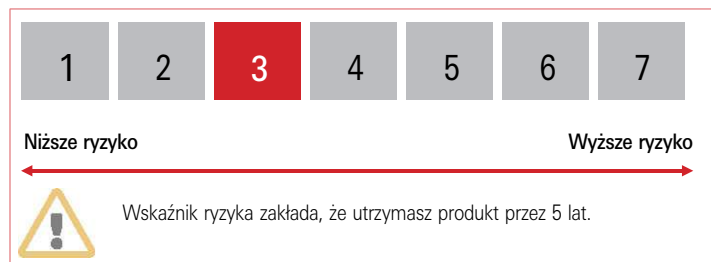 1 2 3 4 5 6 7
Niższe ryzyko Wyższe ryzyko
Wskaźnik ryzyka zakłada, że utrzymasz produkt przez 5 lat.